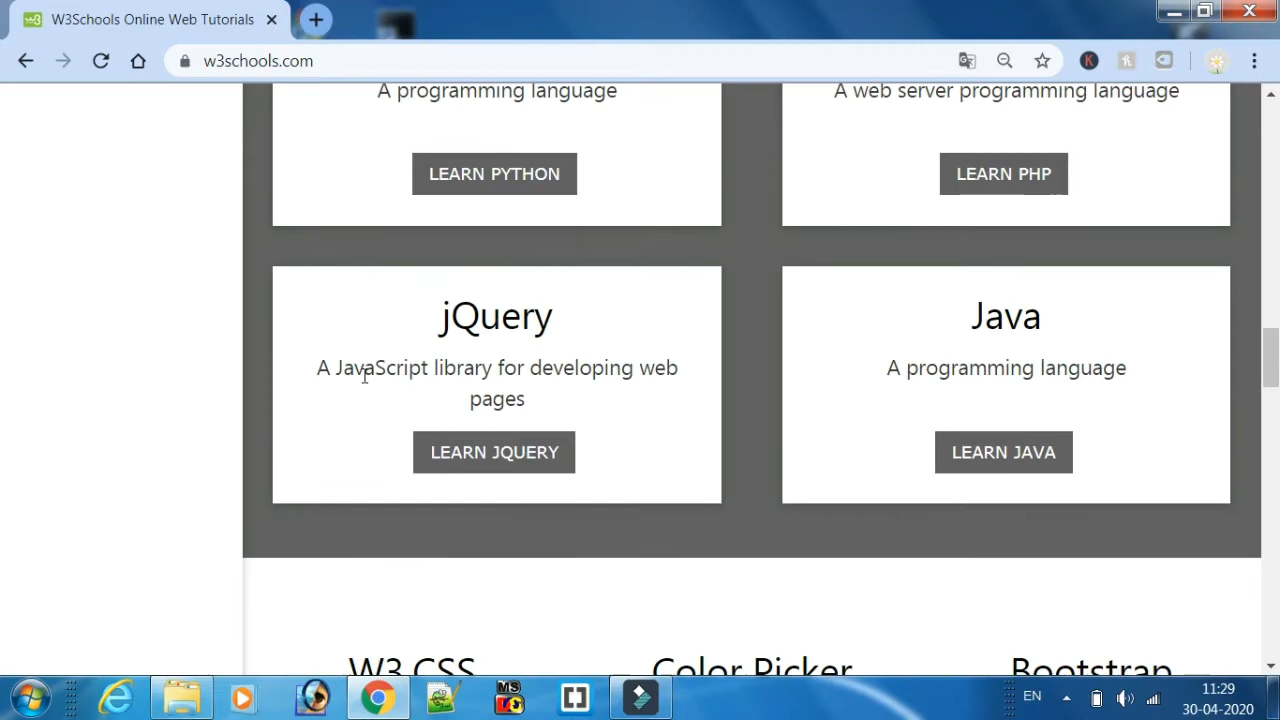 W3Schools Online Web Tutorials
w3schools.com
A programming language
A web server programming language
LEARN PYTHON
LEARN PHP
jQuery
A JavaScript library for developing web
pages
LEARN JQUERY
Java
A programming language
LEARN JAVA
W3.CSS
Color Picker
Bootstrap
EN
11:29
30-04-2020